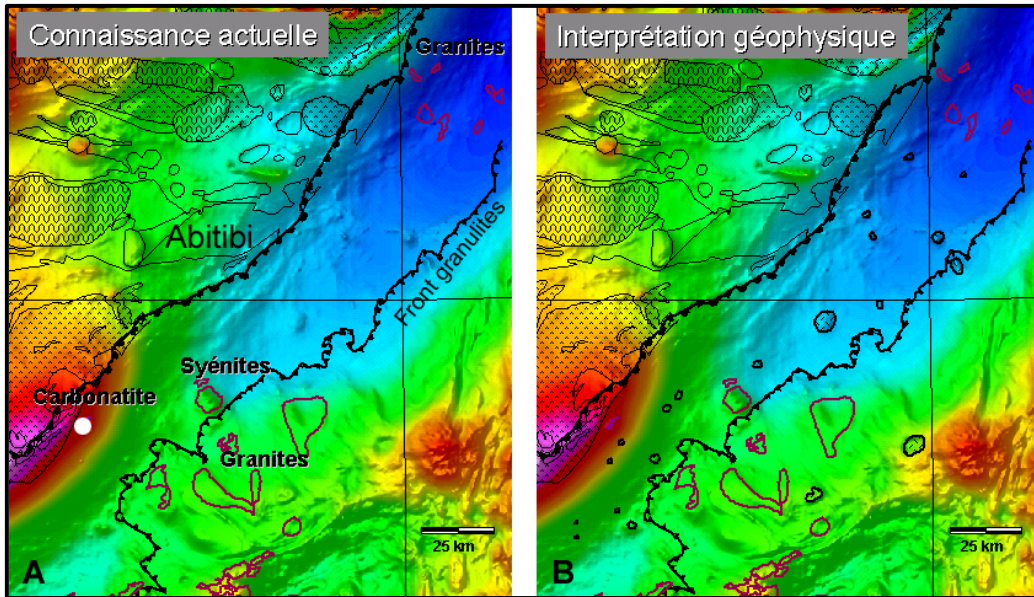 Connaissance actuelle
Granites
Abitibi
Front granulites
Syénites
Carbonatite
Granites
25 km
A
Interprétation géophysique
25 km
B